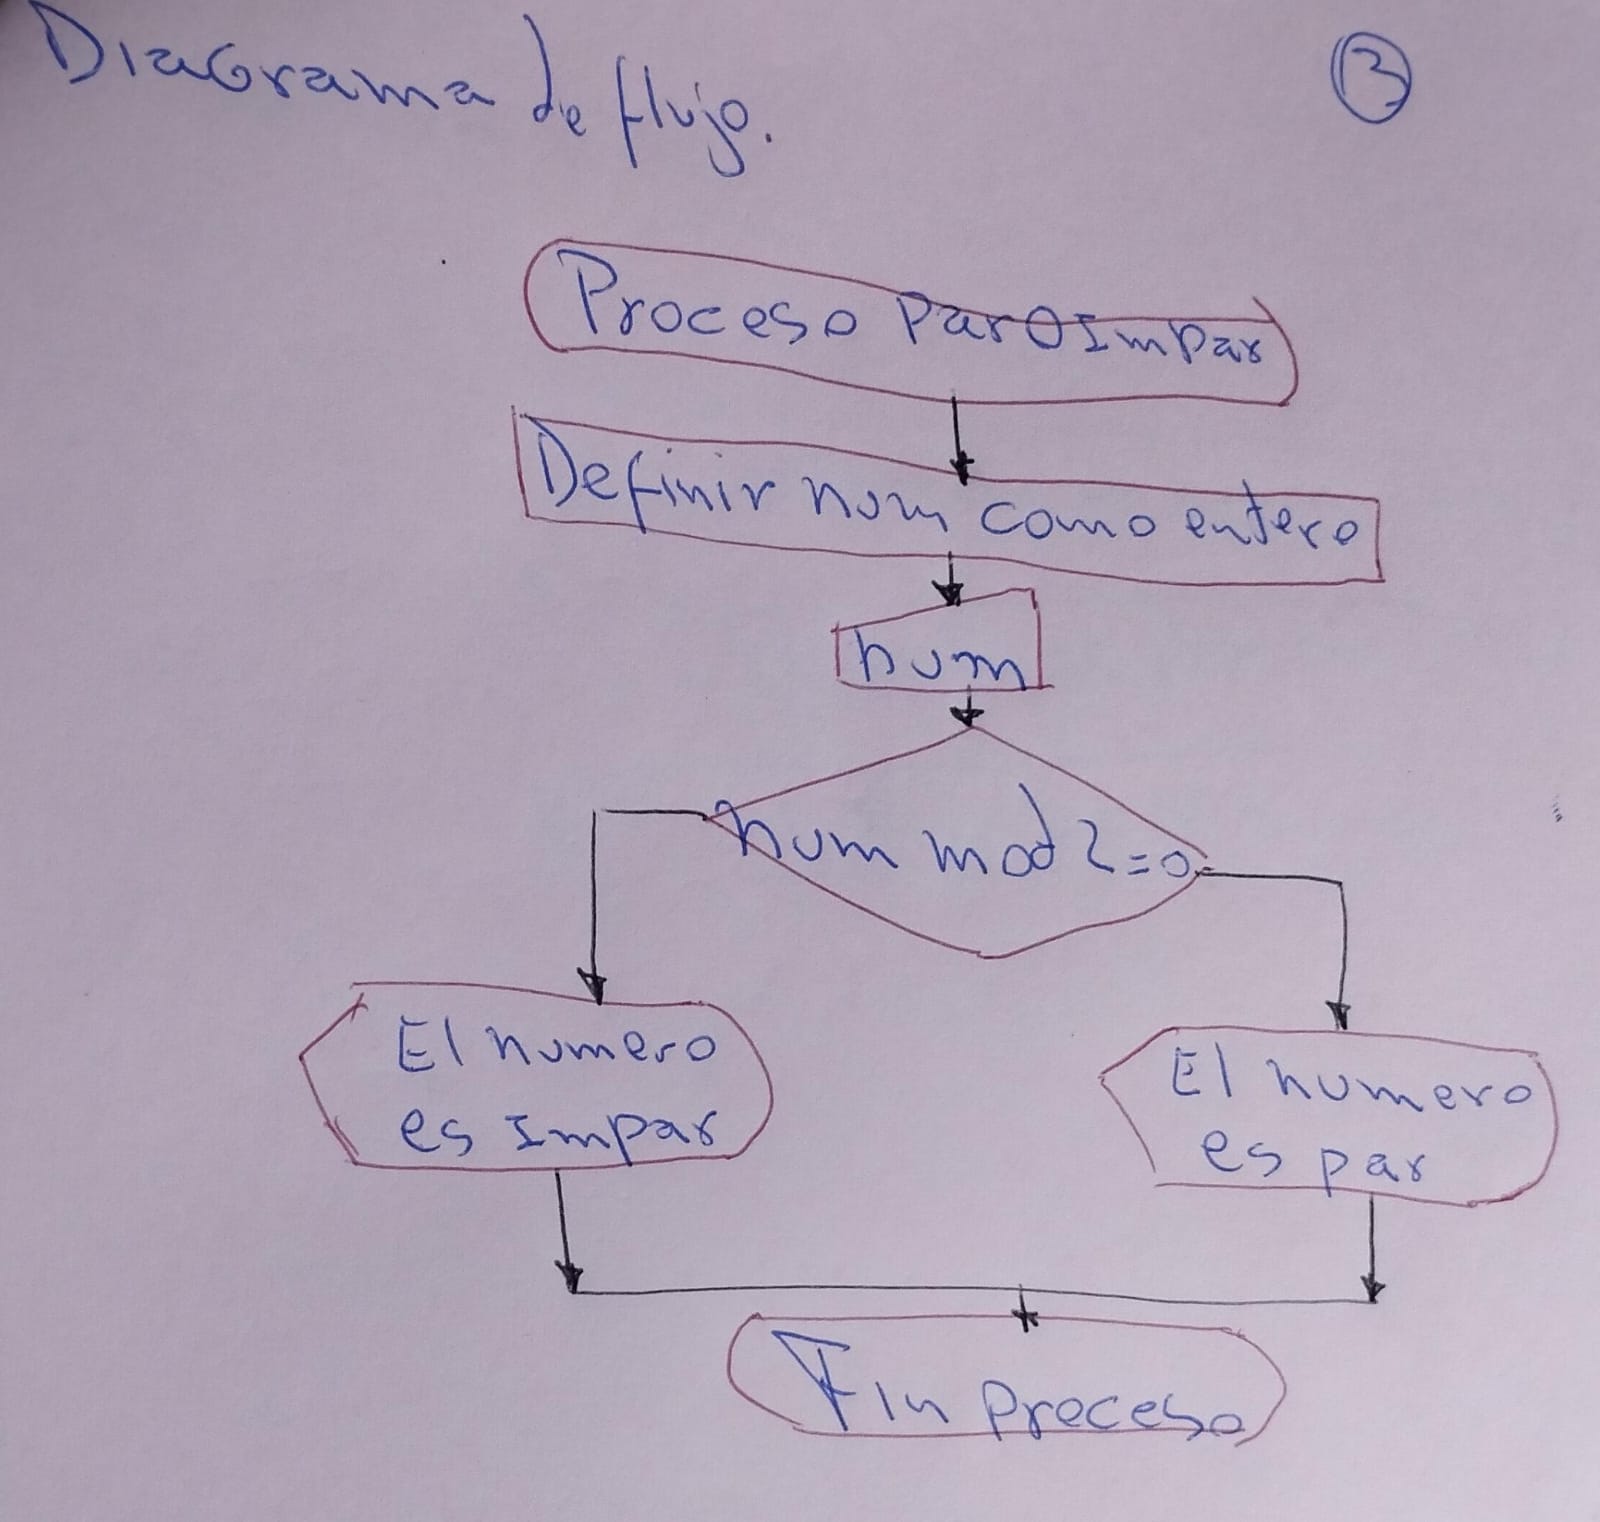 Diagrama de flujo.
3
Proceso ParOImpar
Definir num como entero
num
num mod 2=0
El numero
es Impar
El numero
es par
Fin proceso